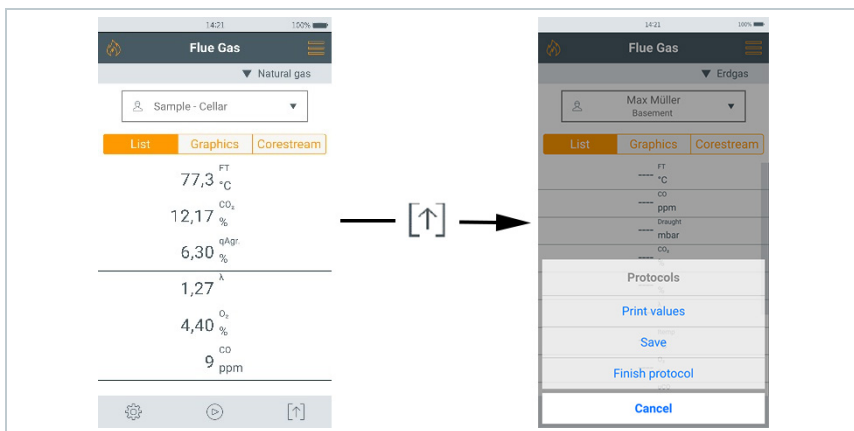 14:21 100%
Flue Gas
▼ Natural gas
Sample - Cellar ▼
List Graphics Corestream
77,3 FT °C
12,17 CO₂ %
6,30 qAgr. %
1,27 λ
4,40 O₂ %
9 CO ppm
[↑]
[↑]
14:21 100%
Flue Gas
▼ Erdgas
Max Müller
Basement
▼
List Graphics Corestream
---- FT °C
---- CO ppm
---- Draught mbar
---- CO₂
Protocols
Print values
Save
Finish protocol
Cancel